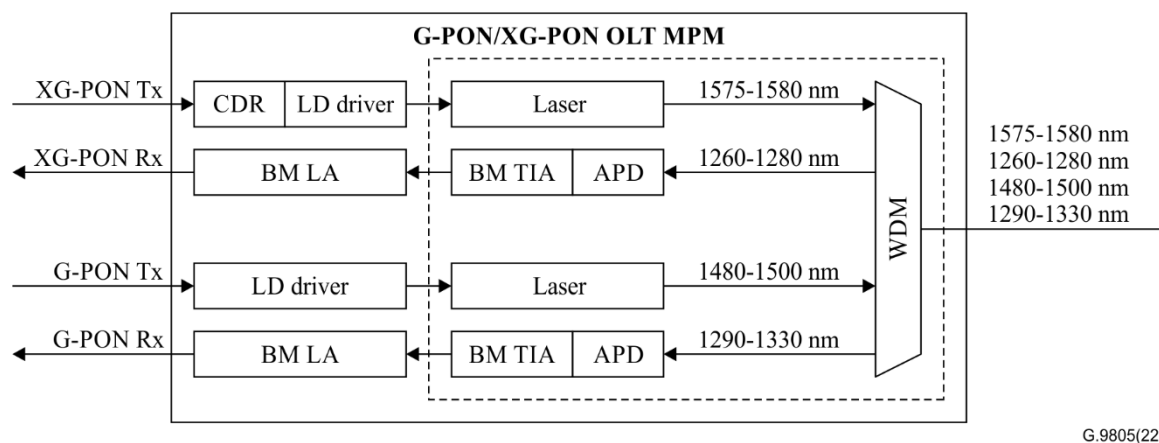 G-PON/XG-PON OLT MPM
XG-PON Tx
CDR
LD driver
Laser
1575-1580 nm
XG-PON Rx
BM LA
BM TIA
APD
1260-1280 nm
G-PON Tx
LD driver
Laser
1480-1500 nm
G-PON Rx
BM LA
BM TIA
APD
1290-1330 nm
WDM
1575-1580 nm
1260-1280 nm
1480-1500 nm
1290-1330 nm
G.9805(22